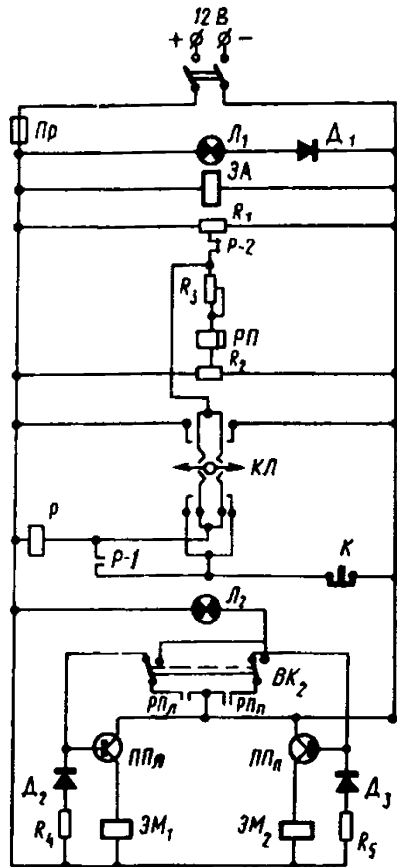 12 В
+ –
Пр
Л1
Д1
ЭА
R1
Р-2
R3
РП
R2
КЛ
Р
Р-1
К
Л2
ВК2
РПл РПп
ППл ППп
Д2 Д3
R4 ЭМ1 ЭМ2 R5